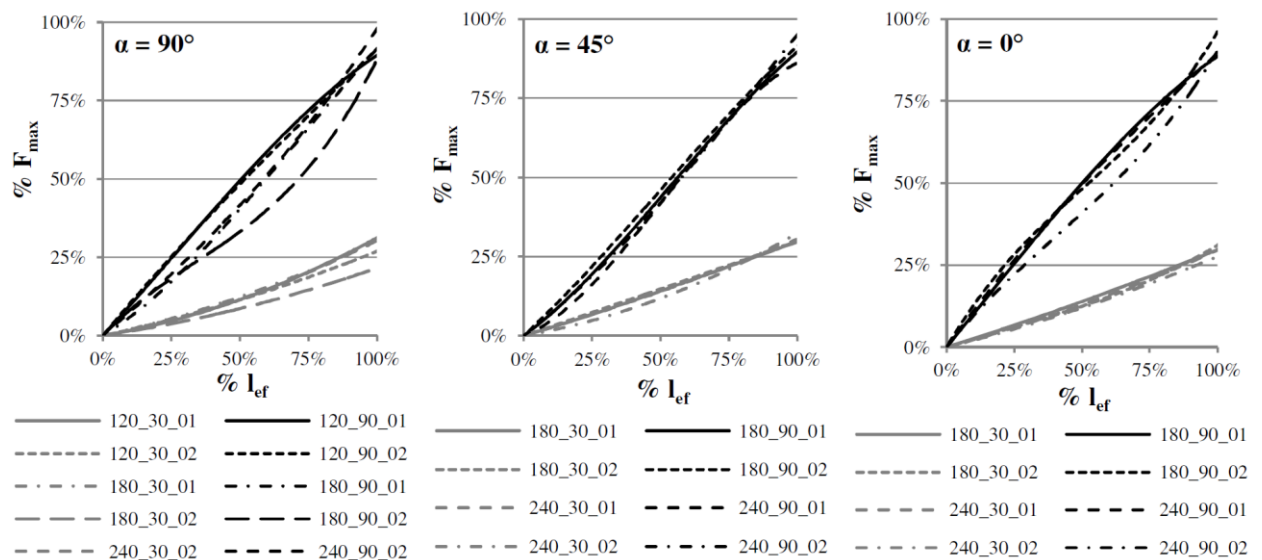 100%
75%
50%
25%
0%
% F_max
α = 90°
0% 25% 50% 75% 100%
% l_ef
120_30_01 120_90_01
120_30_02 120_90_02
180_30_01 180_90_01
180_30_02 180_90_02
240_30_02 240_90_02
100%
75%
50%
25%
0%
% F_max
α = 45°
0% 25% 50% 75% 100%
% l_ef
180_30_01 180_90_01
180_30_02 180_90_02
240_30_01 240_90_01
240_30_02 240_90_02
100%
75%
50%
25%
0%
% F_max
α = 0°
0% 25% 50% 75% 100%
% l_ef
180_30_01 180_90_01
180_30_02 180_90_02
240_30_01 240_90_01
240_30_02 240_90_02